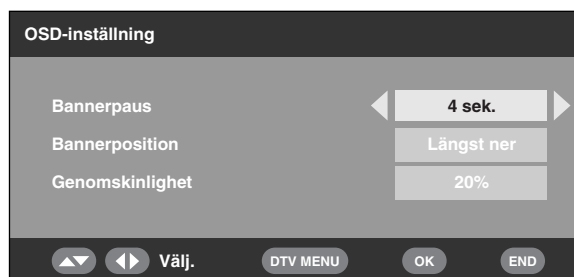 OSD-inställning
Bannerpaus 4 sek.
Bannerposition Längst ner
Genomskinlighet 20%
Välj. DTV MENU OK END